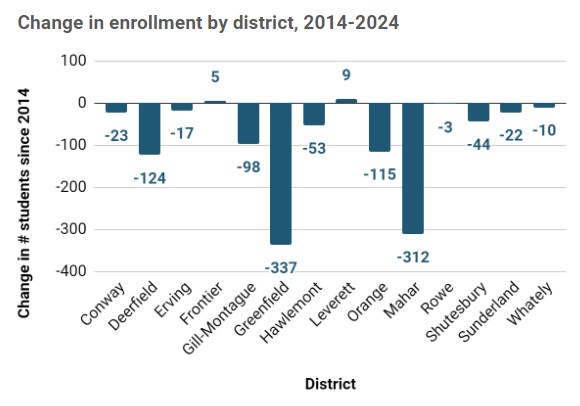 Change in enrollment by district, 2014-2024
Change in # students since 2014
100
0
-100
-200
-300
-400
-23
-124
-17
5
-98
-337
-53
9
-115
-312
-3
-44
-22
-10
Conway
Deerfield
Erving
Frontier
Gill-Montague
Greenfield
Hawlemont
Leverett
Orange
Mahar
Rowe
Shutesbury
Sunderland
Whately
District